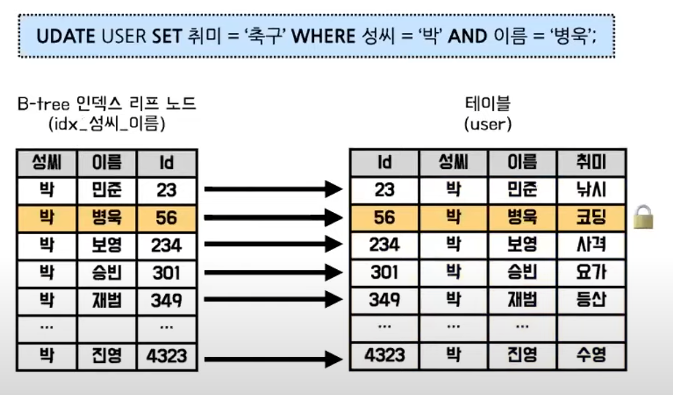 UDATE USER SET 취미 = ‘축구’ WHERE 성씨 = ‘박’ AND 이름 = ‘병욱’;
B-tree 인덱스 리프 노드
(idx_성씨_이름)
성씨 이름 Id
박 민준 23
박 병욱 56
박 보영 234
박 승빈 301
박 재범 349
... ...
박 진영 4323
테이블
(user)
Id 성씨 이름 취미
23 박 민준 낚시
56 박 병욱 코딩
234 박 보영 사격
301 박 승빈 요가
349 박 재범 등산
... ... ...
4323 박 진영 수영